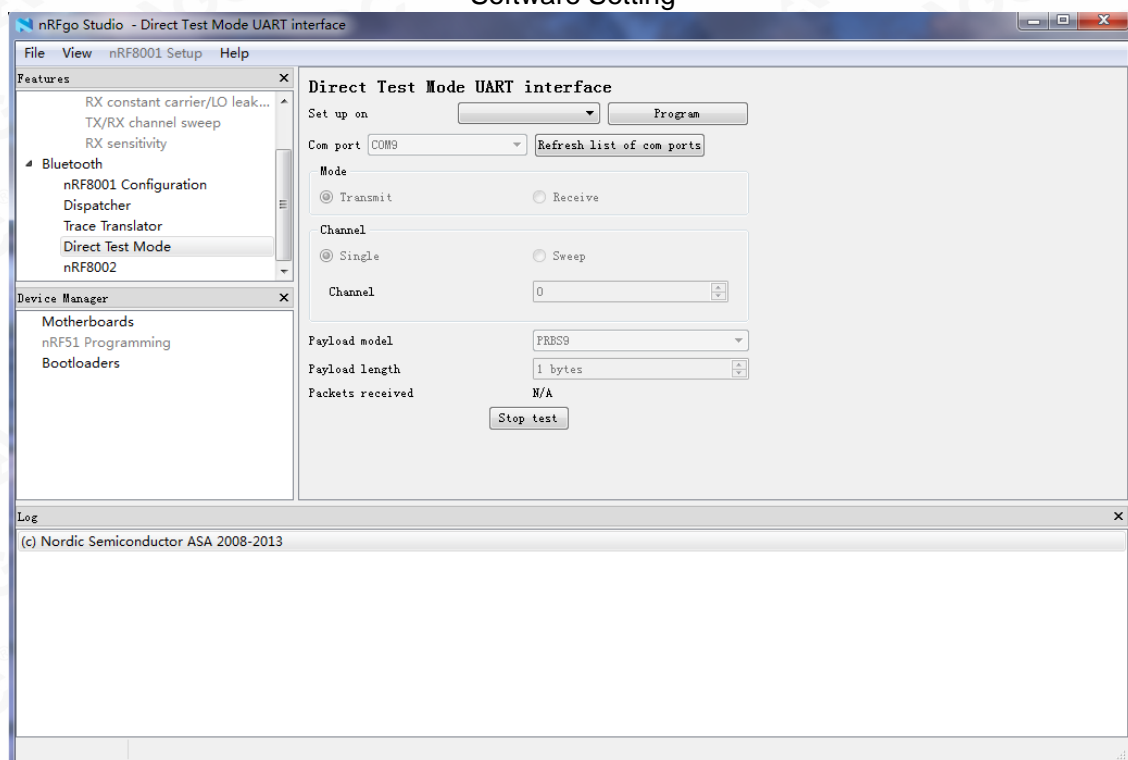 Software Setting
nRFgo Studio - Direct Test Mode UART interface
File View nRF8001 Setup Help
Features
RX constant carrier/LO leak...
TX/RX channel sweep
RX sensitivity
Bluetooth
nRF8001 Configuration
Dispatcher
Trace Translator
Direct Test Mode
nRF8002
Device Manager
Motherboards
nRF51 Programming
Bootloaders
Direct Test Mode UART interface
Set up on Program
Com port COM9 Refresh list of com ports
Mode
Transmit Receive
Channel
Single Sweep
Channel 0
Payload model PRBS9
Payload length 1 bytes
Packets received N/A
Stop test
Log
(c) Nordic Semiconductor ASA 2008-2013